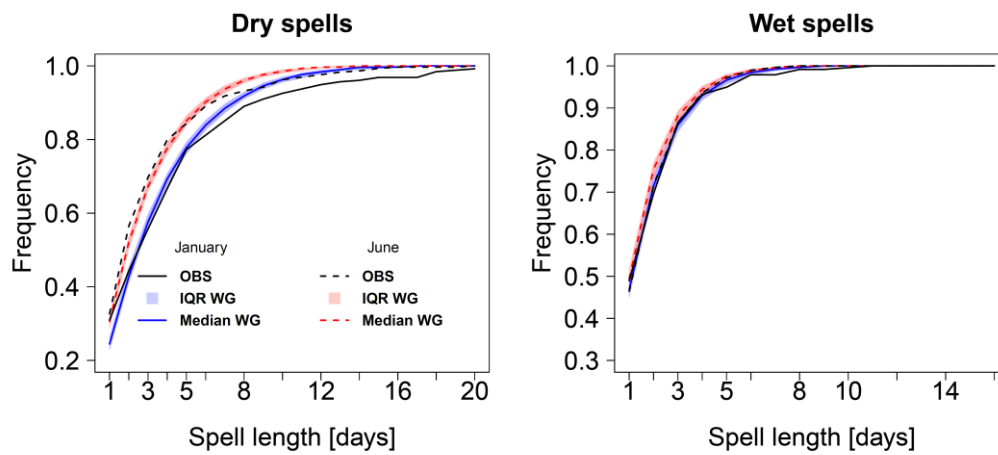 Dry spells
Frequency
1.0
0.8
0.6
0.4
0.2
January June
OBS OBS
IQR WG IQR WG
Median WG Median WG
1 3 5 8 12 16 20
Spell length [days]
Wet spells
Frequency
1.0
0.9
0.8
0.7
0.6
0.5
0.4
0.3
1 3 5 8 10 14
Spell length [days]